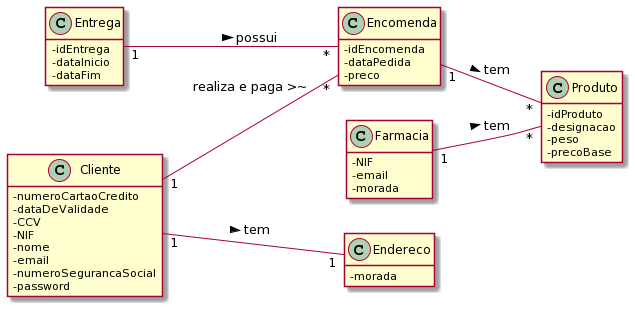 C Entrega
-idEntrega
-dataInicio
-dataFim
1
possui
*
C Encomenda
-idEncomenda
-dataPedida
-preco
1
tem
*
C Produto
-idProduto
-designacao
-peso
-precoBase
realiza e paga >~
*
1
C Farmacia
-NIF
-email
-morada
1
tem
*
C Cliente
-numeroCartaoCredito
-dataDeValidade
-CCV
-NIF
-nome
-email
-numeroSegurancaSocial
-password
1
tem
1
C Endereco
-morada